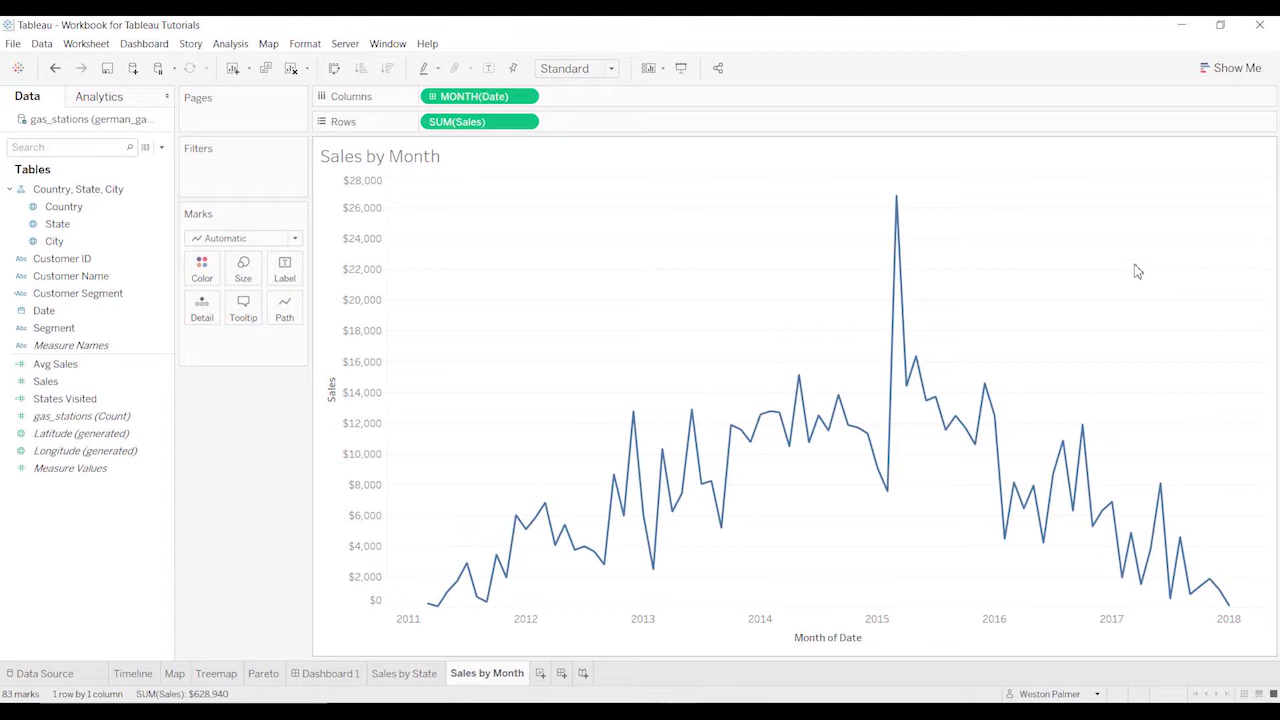 Tableau - Workbook for Tableau Tutorials
File Data Worksheet Dashboard Story Analysis Map Format Server Window Help
Standard
Show Me
Data Analytics
gas_stations (german_ga...
Search
Tables
Country, State, City
Country
State
City
Abc Customer ID
Abc Customer Name
Abc Customer Segment
Date
Abc Segment
Abc Measure Names
Avg Sales
Sales
States Visited
gas_stations (Count)
Latitude (generated)
Longitude (generated)
Measure Values
Pages
Filters
Marks
Automatic
Color Size Label
Detail Tooltip Path
Columns MONTH(Date)
Rows SUM(Sales)
Sales by Month
$28,000
$26,000
$24,000
$22,000
$20,000
$18,000
$16,000
$14,000
$12,000
$10,000
$8,000
$6,000
$4,000
$2,000
$0
Sales
2011 2012 2013 2014 2015 2016 2017 2018
Month of Date
Data Source Timeline Map Treemap Pareto Dashboard 1 Sales by State Sales by Month
83 marks 1 row by 1 column SUM(Sales): $628,940 Weston Palmer